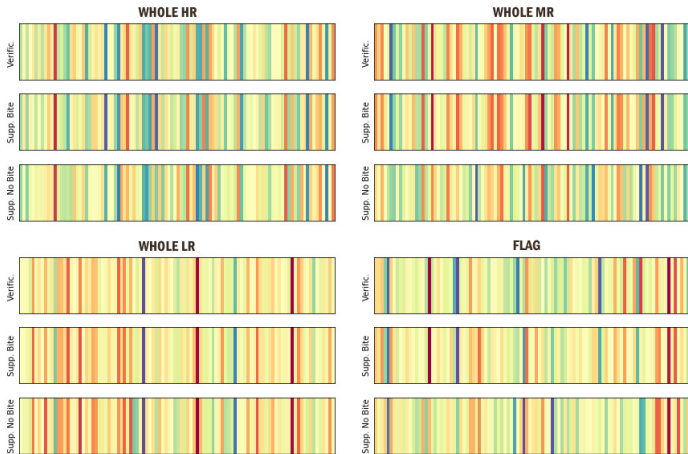 WHOLE HR
Verific.
Supp. Bite
Supp. No Bite
WHOLE MR
Verific.
Supp. Bite
Supp. No Bite
WHOLE LR
Verific.
Supp. Bite
Supp. No Bite
FLAG
Verific.
Supp. Bite
Supp. No Bite